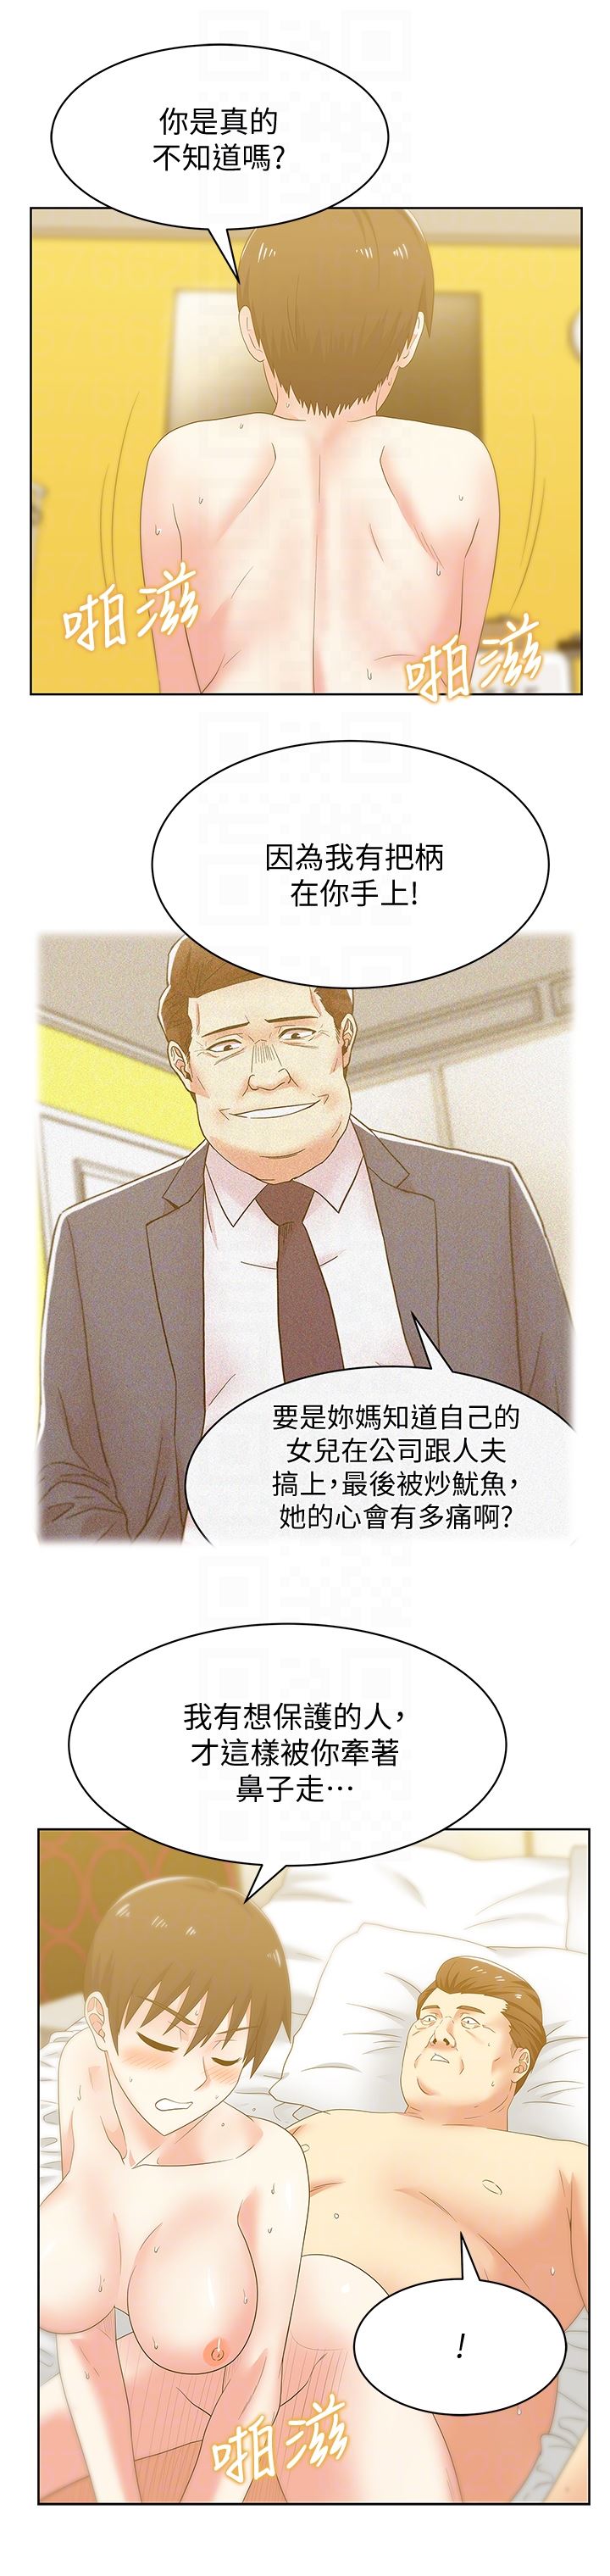 你是真的
不知道嗎?
啪滋
啪滋
因為我有把柄
在你手上!
要是妳媽知道自己的
女兒在公司跟人夫
搞上,最後被炒魷魚,
她的心會有多痛啊?
我有想保護的人,
才這樣被你牽著
鼻子走…
!
啪滋